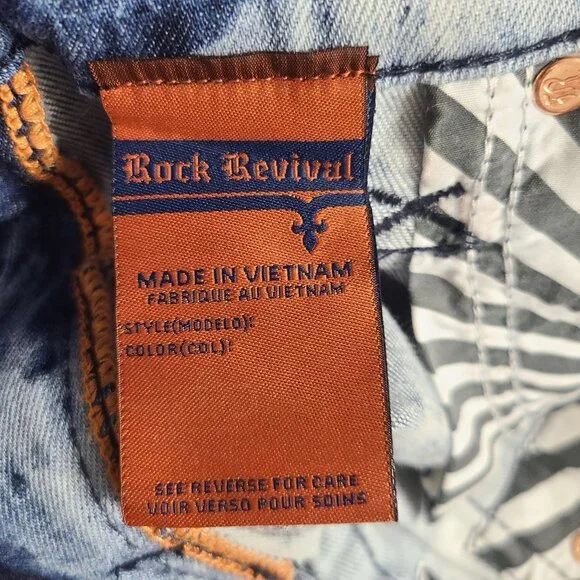 Rock Revival
MADE IN VIETNAM
FABRIQUE AU VIETNAM
STYLE(MODELO):
COLOR(COL):
SEE REVERSE FOR CARE
VOIR VERSO POUR SOINS